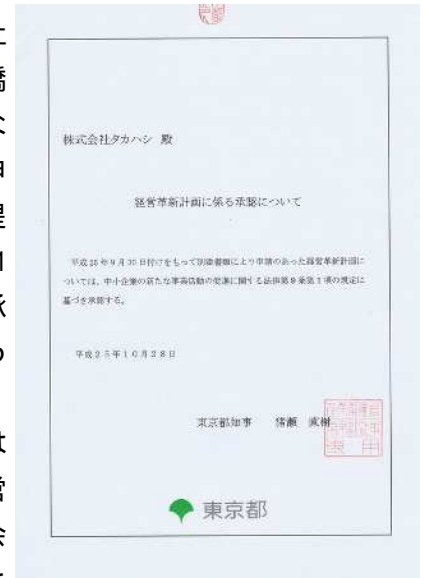 株式会社タカハシ 殿
経営革新計画に係る承認について
平成25年9月30日付けをもって別添書類により申請のあった経営革新計画に
ついては、中小企業の新たな事業活動の促進に関する法律第9条第1項の規定に
基づき承認する。
平成25年10月28日
東京都知事 猪瀬 直樹
東京都